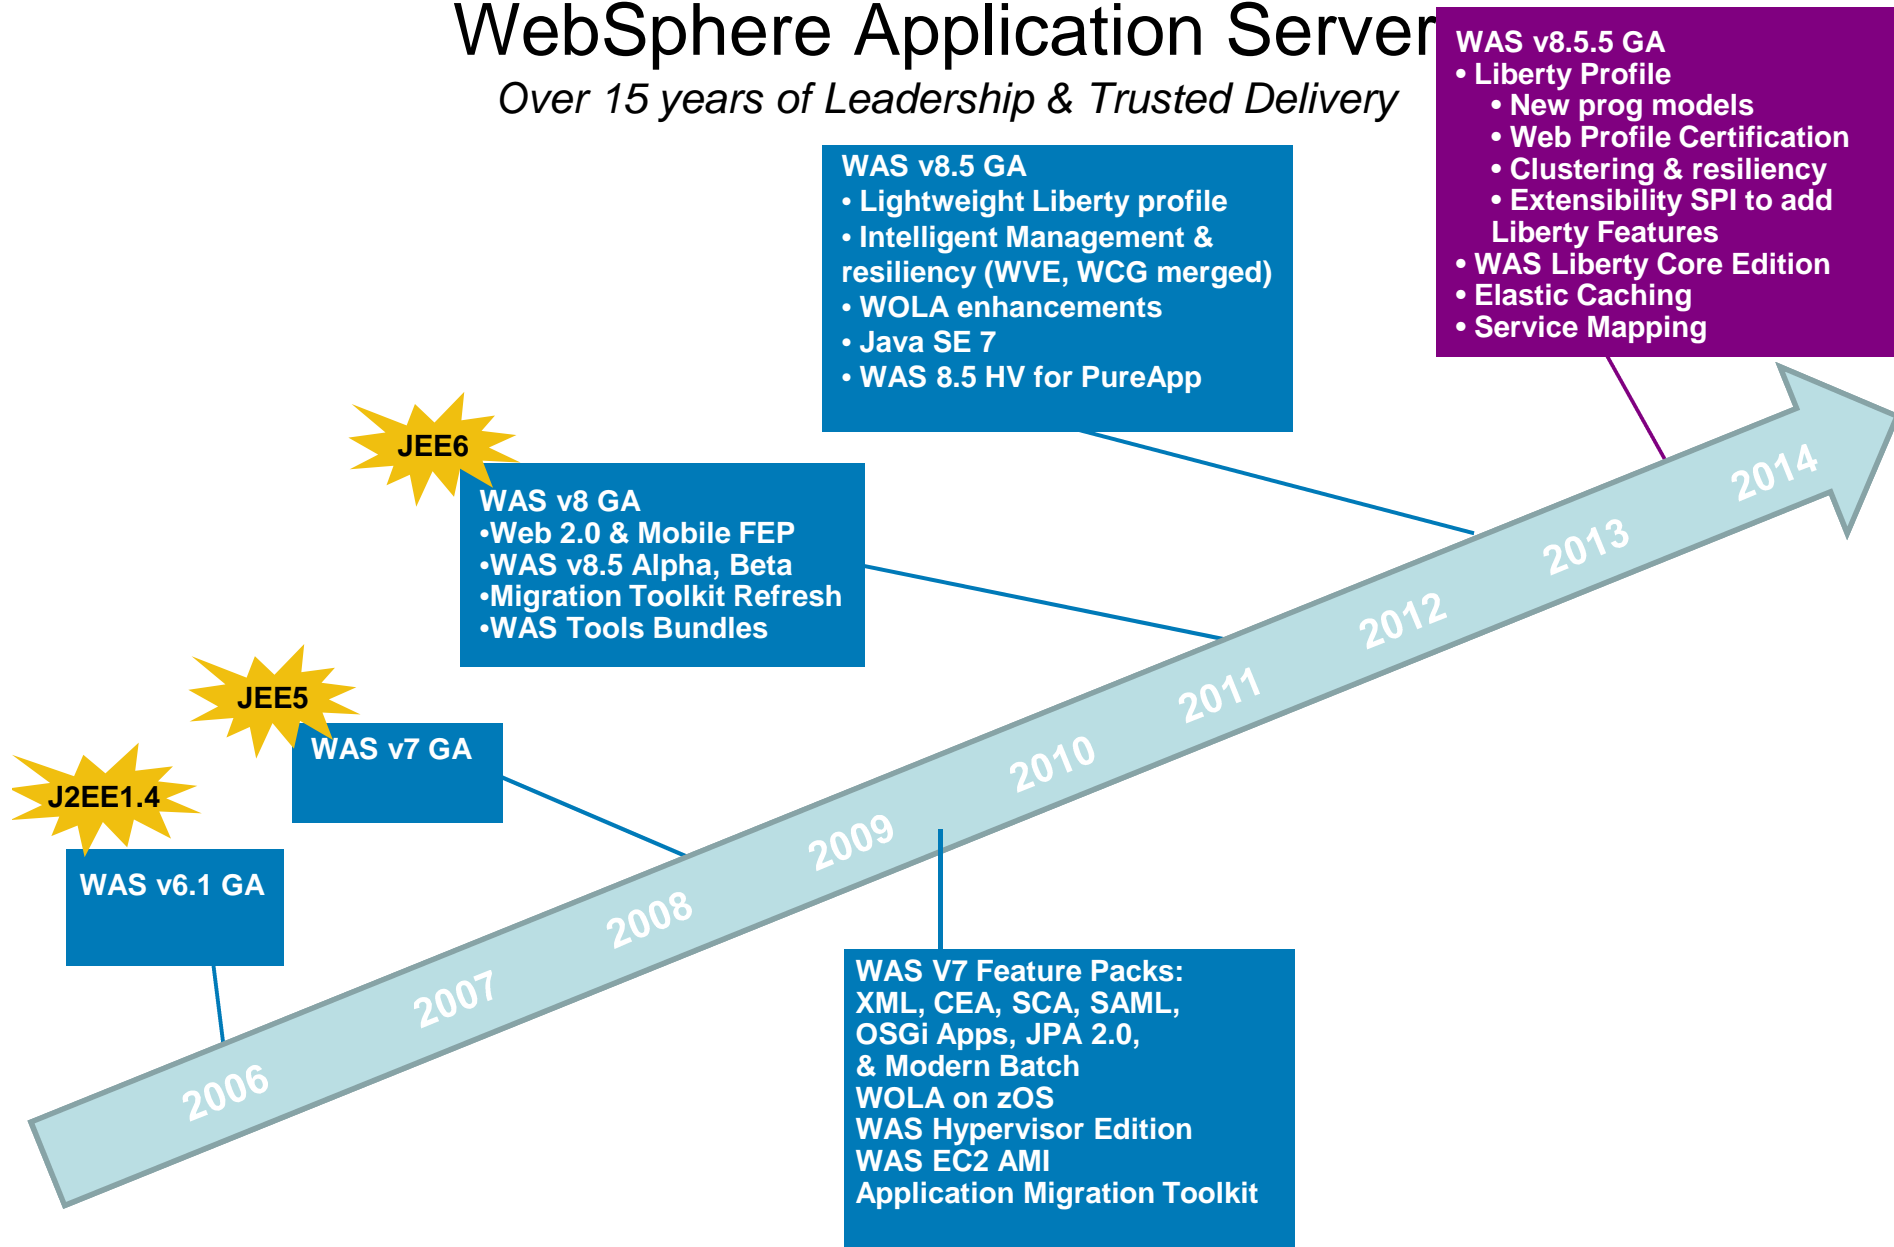 WebSphere Application Server
Over 15 years of Leadership & Trusted Delivery
WAS v8.5.5 GA
• Liberty Profile
• New prog models
• Web Profile Certification
• Clustering & resiliency
• Extensibility SPI to add
Liberty Features
• WAS Liberty Core Edition
• Elastic Caching
• Service Mapping
WAS v8.5 GA
• Lightweight Liberty profile
• Intelligent Management &
resiliency (WVE, WCG merged)
• WOLA enhancements
• Java SE 7
• WAS 8.5 HV for PureApp
JEE6
WAS v8 GA
•Web 2.0 & Mobile FEP
•WAS v8.5 Alpha, Beta
•Migration Toolkit Refresh
•WAS Tools Bundles
JEE5
WAS v7 GA
J2EE1.4
WAS v6.1 GA
2006
2007
2008
2009
2010
2011
2012
2013
2014
WAS V7 Feature Packs:
XML, CEA, SCA, SAML,
OSGi Apps, JPA 2.0,
& Modern Batch
WOLA on zOS
WAS Hypervisor Edition
WAS EC2 AMI
Application Migration Toolkit